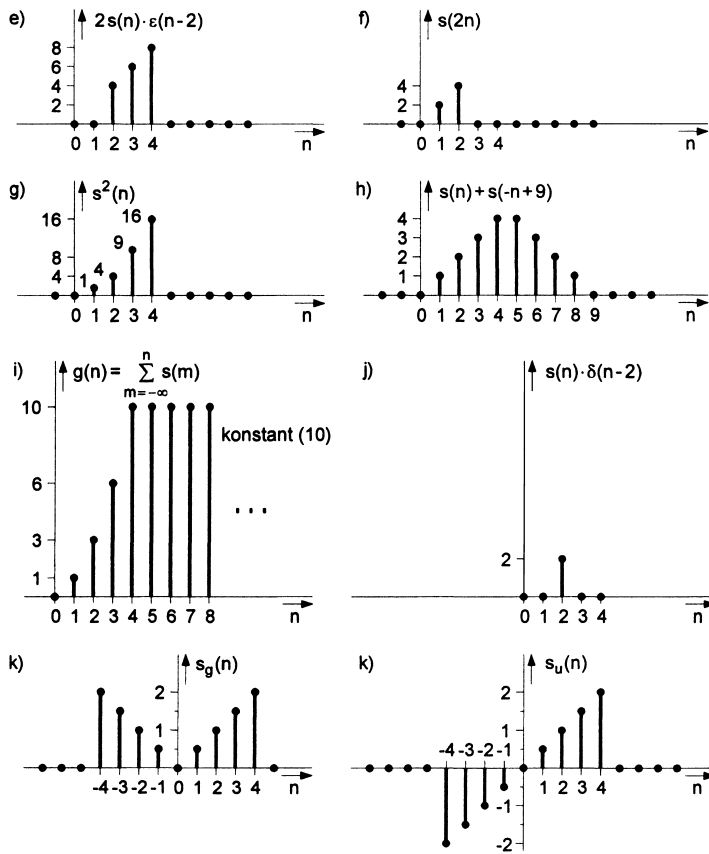 e) 2s(n)·ε(n-2)
8
6
4
2
0 1 2 3 4 n
f) s(2n)
4
2
0 1 2 3 4 n
g) s²(n)
16 16
9
8
4 1 4
0 1 2 3 4 n
h) s(n)+s(-n+9)
4
3
2
1
0 1 2 3 4 5 6 7 8 9 n
i) g(n) = n
∑ s(m)
m=-∞
10
konstant (10)
6
. . .
3
1
0 1 2 3 4 5 6 7 8 n
j) s(n)·δ(n-2)
2
0 1 2 3 4 n
k) sg(n)
2
1
-4 -3 -2 -1 0 1 2 3 4 n
k) su(n)
2
1
-4 -3 -2 -1
1 2 3 4 n
-1
-2